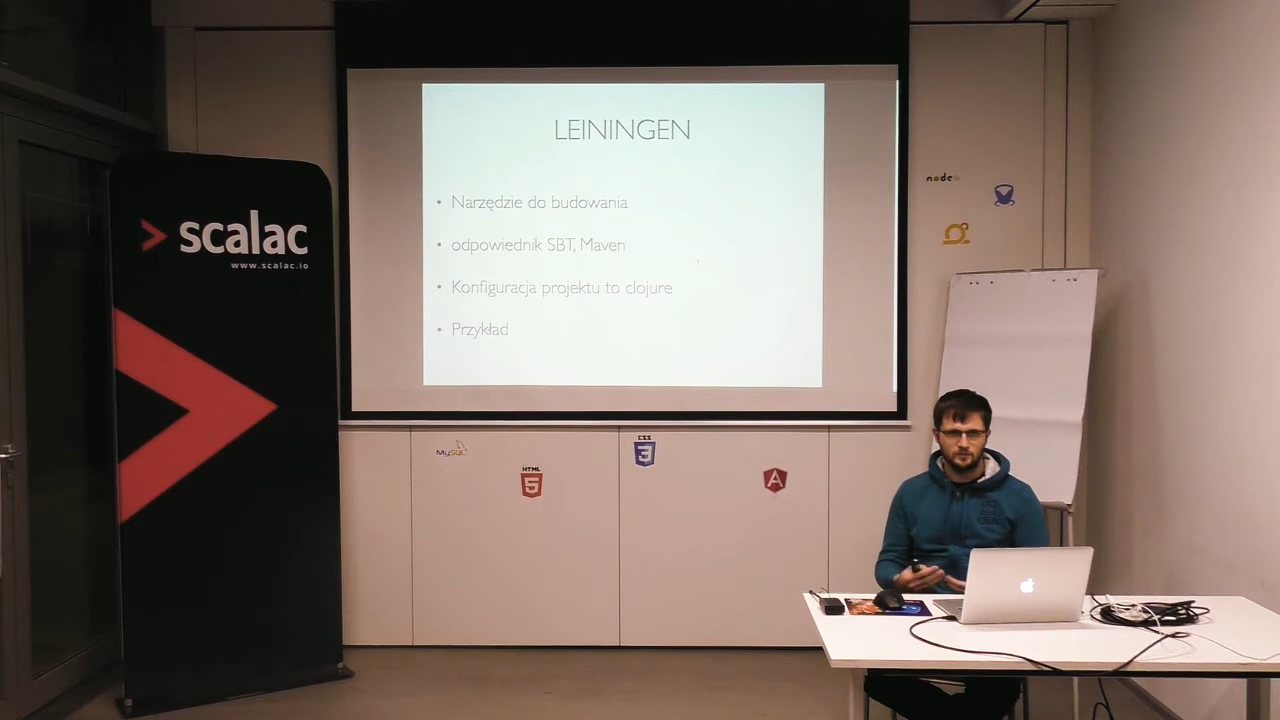 LEININGEN
• Narzędzie do budowania
• odpowiednik SBT, Maven
• Konfiguracja projektu to clojure
• Przykład
scalac
www.scalac.io
node
MySQL
HTML
5
CSS
3
A